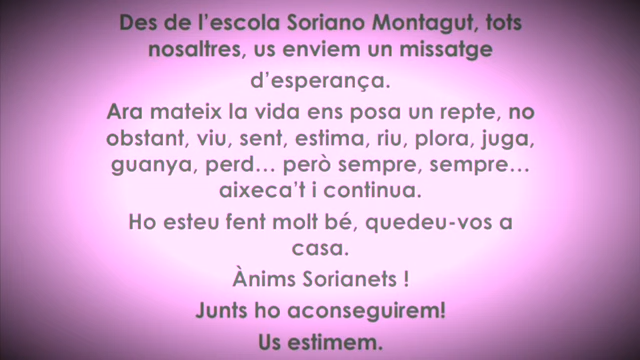 Des de l'escola Soriano Montagut, tots
nosaltres, us enviem un missatge
d'esperança.
Ara mateix la vida ens posa un repte, no
obstant, viu, sent, estima, riu, plora, juga,
guanya, perd... però sempre, sempre...
aixeca't i continua.
Ho esteu fent molt bé, quedeu-vos a
casa.
Ànims Sorianets !
Junts ho aconseguirem!
Us estimem.